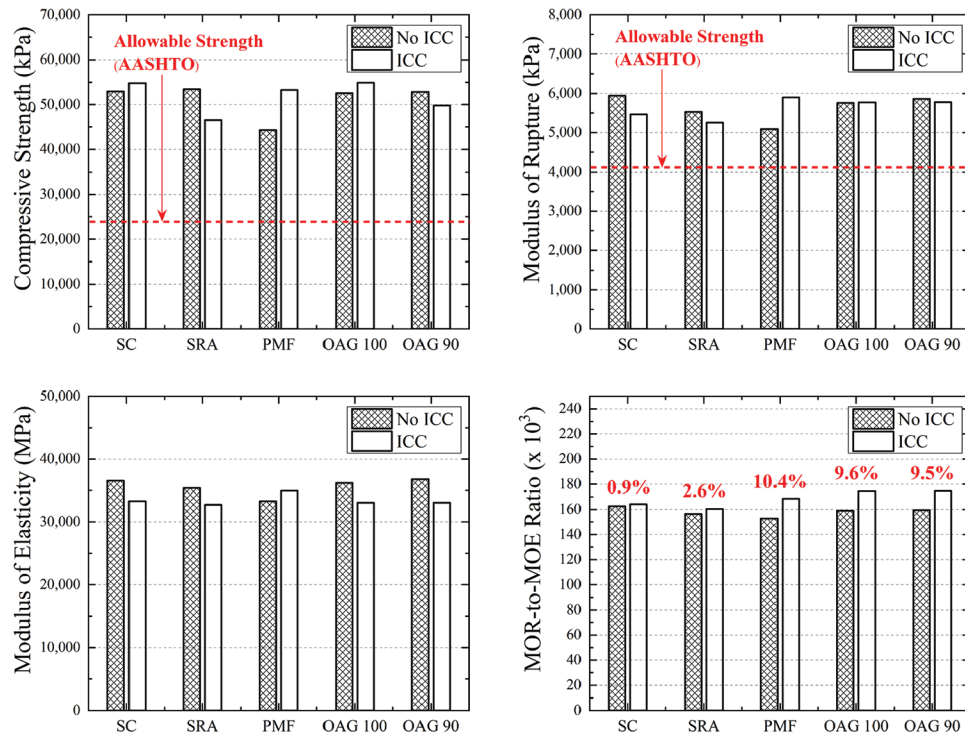 70,000
60,000
50,000
40,000
30,000
20,000
10,000
0
Compressive Strength (kPa)
Allowable Strength
(AASHTO)
No ICC
ICC
SC SRA PMF OAG 100 OAG 90
8,000
7,000
6,000
5,000
4,000
3,000
2,000
1,000
0
Modulus of Rupture (kPa)
Allowable Strength
(AASHTO)
No ICC
ICC
SC SRA PMF OAG 100 OAG 90
50,000
40,000
30,000
20,000
10,000
0
Modulus of Elasticity (MPa)
No ICC
ICC
SC SRA PMF OAG 100 OAG 90
240
220
200
180
160
140
120
100
80
60
40
20
0
MOR-to-MOE Ratio (x 10³)
No ICC
ICC
0.9% 2.6% 10.4% 9.6% 9.5%
SC SRA PMF OAG 100 OAG 90